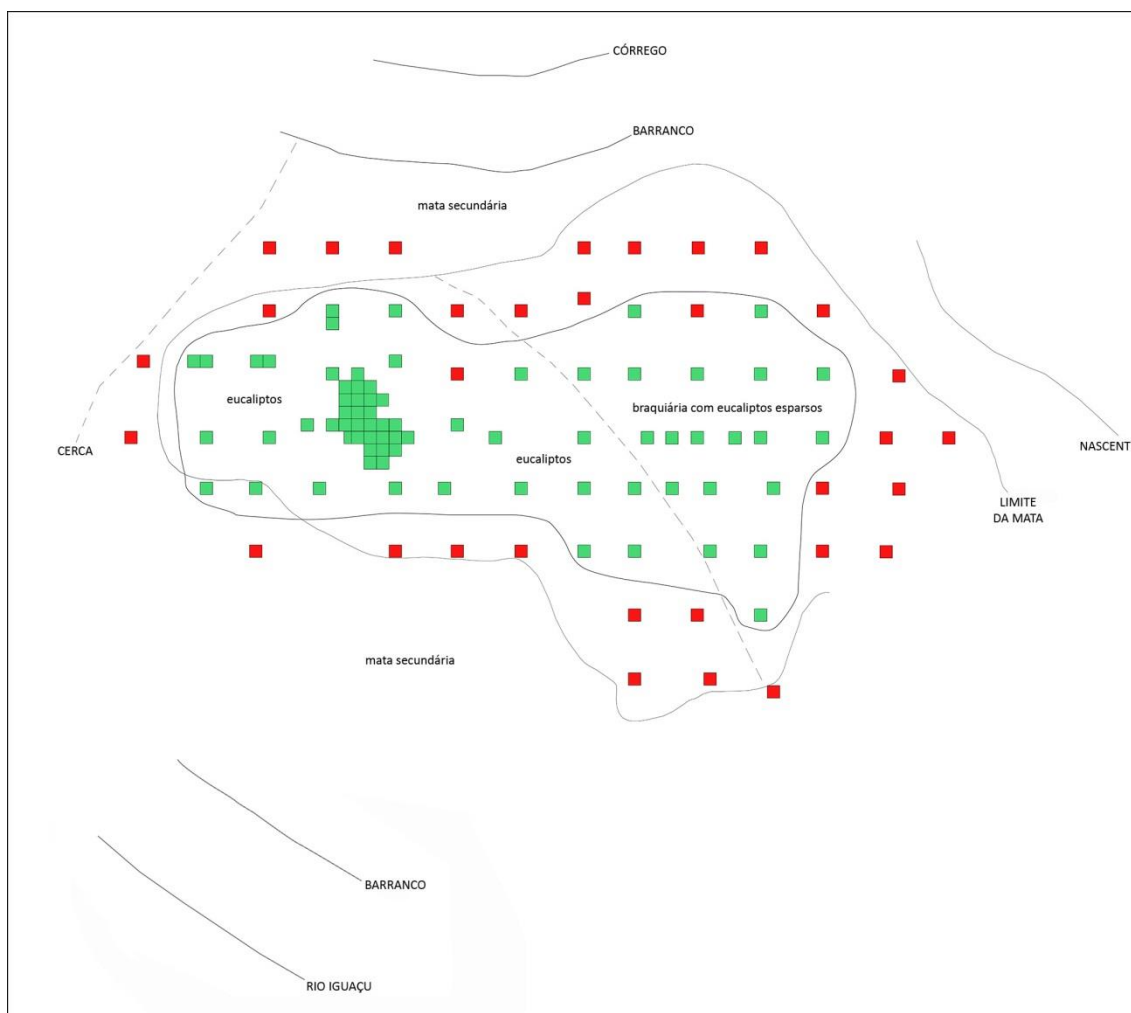 CÓRREGO
BARRANCO
mata secundária
eucaliptos
braquiária com eucaliptos esparsos
CERCA
eucaliptos
NASCENT
LIMITE
DA MATA
mata secundária
BARRANCO
RIO IGUAÇU